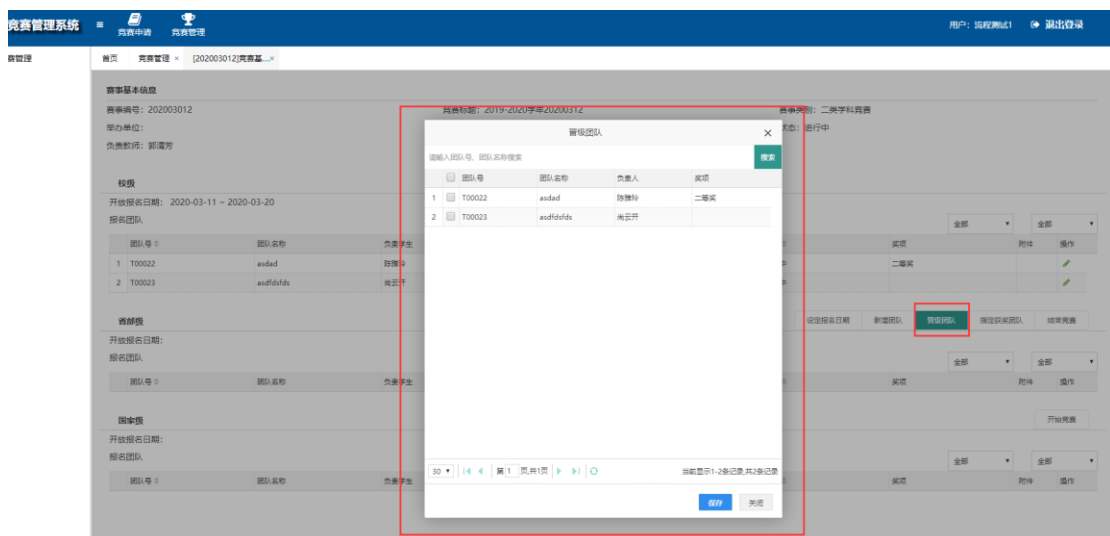 竞赛管理系统 ≡ 竞赛申请 竞赛管理 用户：流程测试1 退出登录
赛管理 首页 竞赛管理 × [202003012]竞赛基...×
赛事基本信息
赛事编号：202003012 竞赛标题：2019-2020学年20200312 赛事类别：二类学科竞赛
举办单位： 状态：进行中
负责教师：郭霭芳
校级
开放报名日期： 2020-03-11 ~ 2020-03-20
报名团队 全部 全部
团队号 团队名称 负责学生 奖项 附件 操作
1 T00022 asdad 陈雅玲 二等奖
2 T00023 asdfdsfds 尚云开
省部级 设定报名日期 新增团队 晋级团队 指定获奖团队 结束竞赛
开放报名日期：
报名团队 全部 全部
团队号 团队名称 负责学生 奖项 附件 操作
国家级 开始竞赛
开放报名日期：
报名团队 全部 全部
团队号 团队名称 负责学生 奖项 附件 操作
晋级团队 ×
请输入团队号、团队名称搜索 搜索
团队号 团队名称 负责人 奖项
1 T00022 asdad 陈雅玲 二等奖
2 T00023 asdfdsfds 尚云开
30 第 1 页,共1页 当前显示1-2条记录,共2条记录
保存 关闭